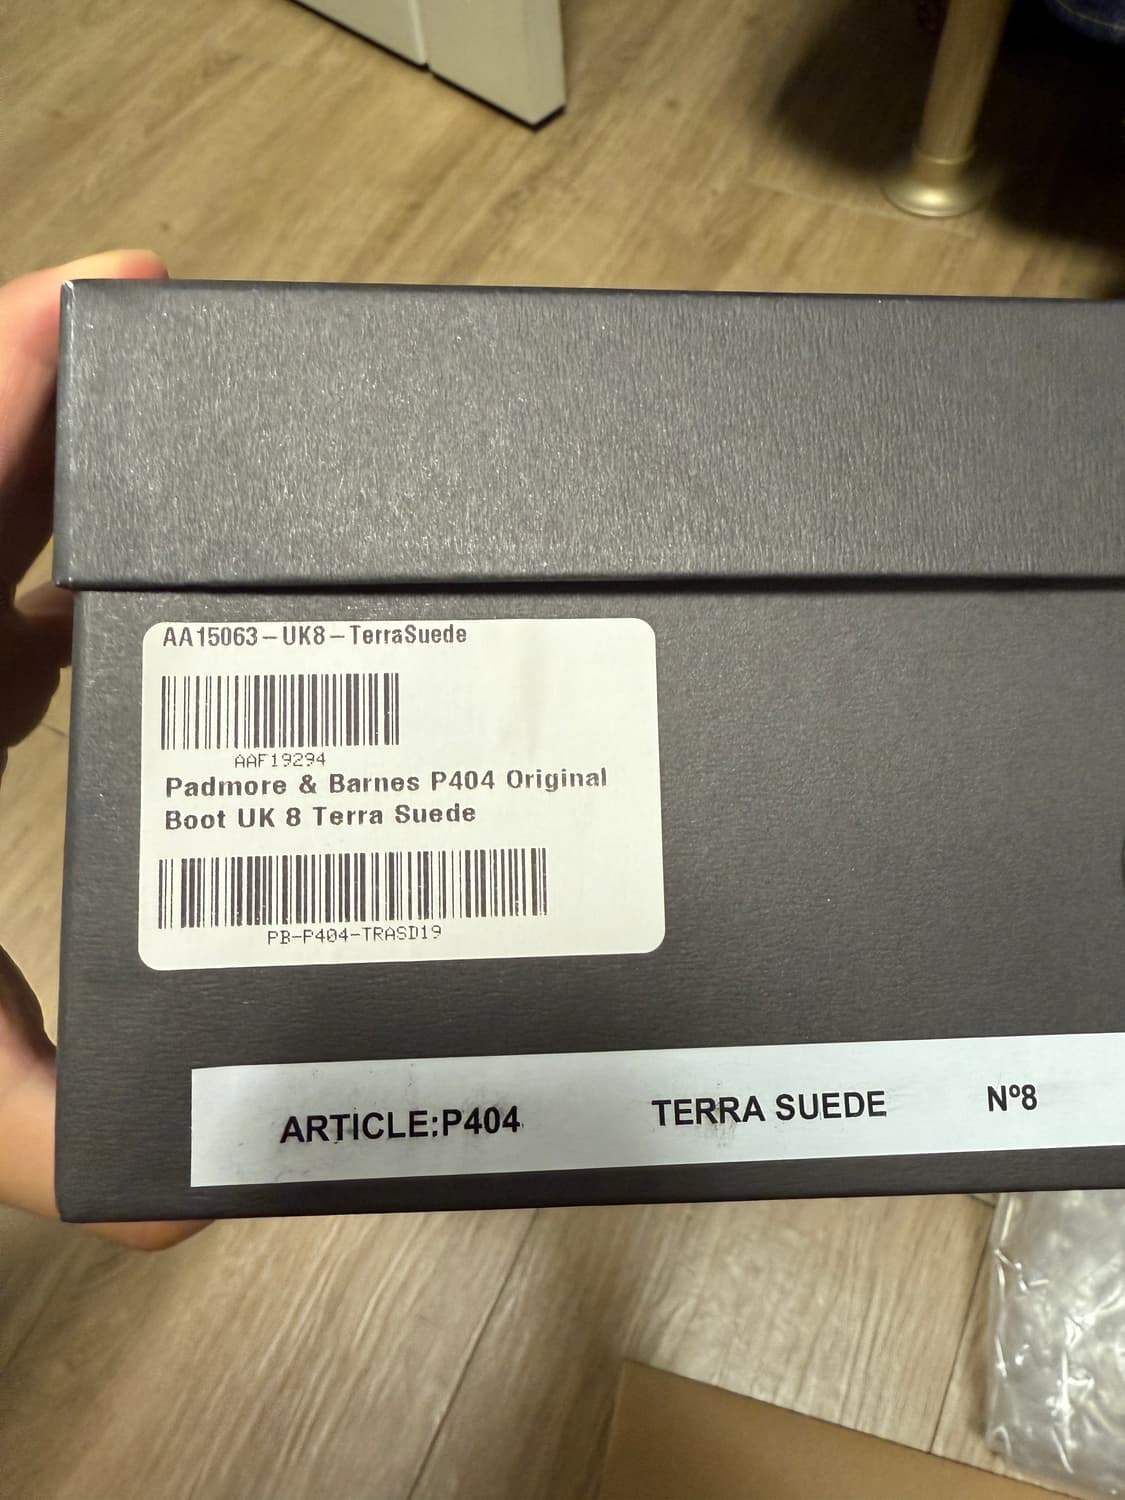 AA15063-UK8-TerraSuede
AAF19294
Padmore & Barnes P404 Original
Boot UK 8 Terra Suede
PB-P404-TRASD19
ARTICLE:P404 TERRA SUEDE Nº8